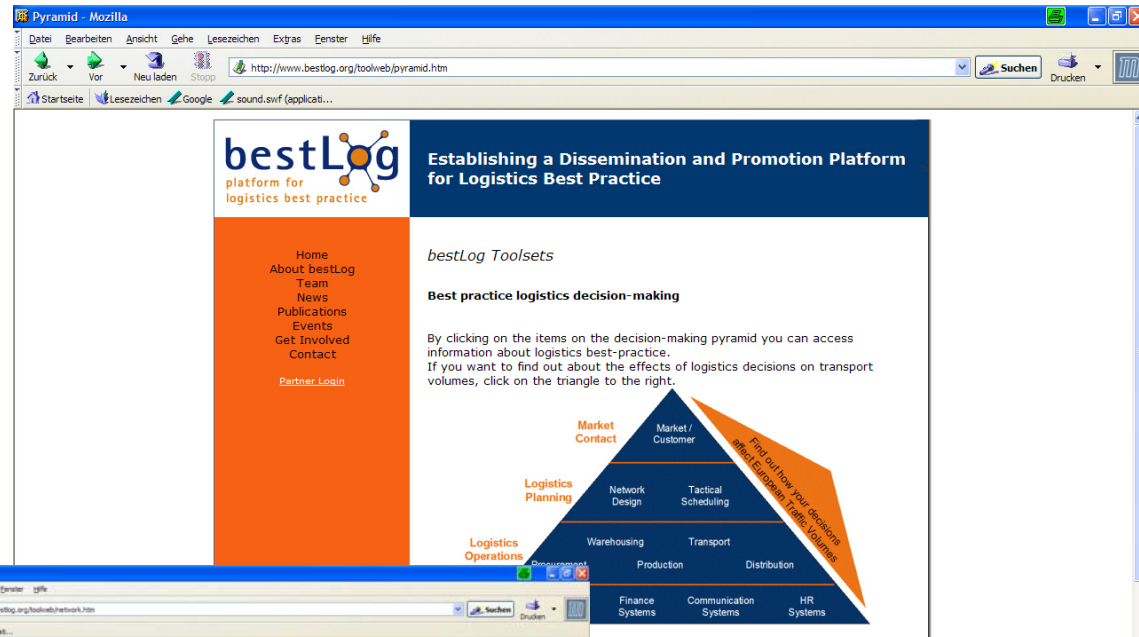 Pyramid - Mozilla
Datei Bearbeiten Ansicht Gehe Lesezeichen Extras Fenster Hilfe
Zurück Vor Neu laden Stopp http://www.bestlog.org/toolweb/pyramid.htm Suchen Drucken
Startseite Lesezeichen Google sound.swf (applicati...
bestLog
platform for
logistics best practice
Establishing a Dissemination and Promotion Platform
for Logistics Best Practice
Home
About bestLog
Team
News
Publications
Events
Get Involved
Contact
Partner Login
bestLog Toolsets
Best practice logistics decision-making
By clicking on the items on the decision-making pyramid you can access
information about logistics best-practice.
If you want to find out about the effects of logistics decisions on transport
volumes, click on the triangle to the right.
Market
Contact
Market /
Customer
Find out how your decisions
affect European Traffic Volumes
Logistics
Planning
Network
Design
Tactical
Scheduling
Logistics
Operations
Warehousing Transport
Procurement Production Distribution
Finance
Systems
Communication
Systems
HR
Systems
Fenster Hilfe
stlog.org/toolweb/network.htm Suchen Drucken